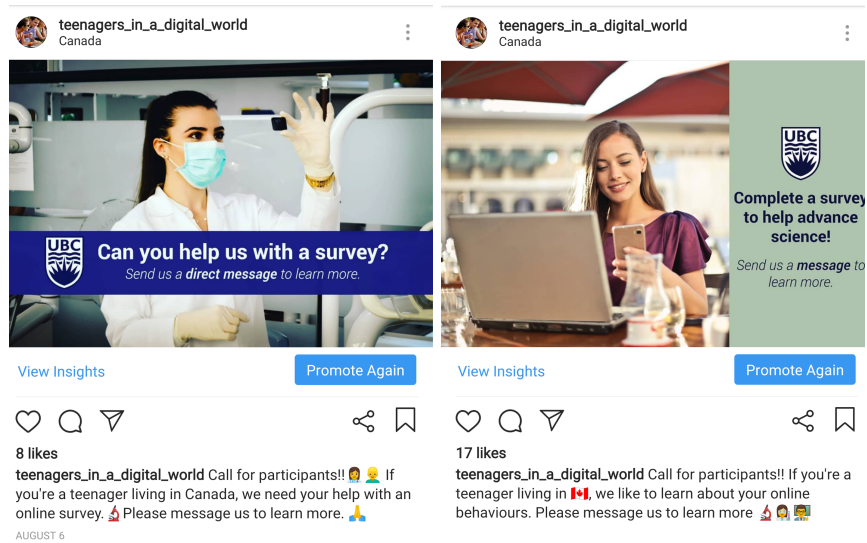 teenagers_in_a_digital_world
Canada
UBC
Can you help us with a survey?
Send us a direct message to learn more.
View Insights
Promote Again
8 likes
teenagers_in_a_digital_world Call for participants!!👩‍🔬👱 If
you're a teenager living in Canada, we need your help with an
online survey. 🔬Please message us to learn more. 🙏
AUGUST 6
teenagers_in_a_digital_world
Canada
UBC
Complete a survey
to help advance
science!
Send us a message to
learn more.
View Insights
Promote Again
17 likes
teenagers_in_a_digital_world Call for participants!! If you're a
teenager living in 🇨🇦, we like to learn about your online
behaviours. Please message us to learn more 🔬👩‍🔬👨‍🏫